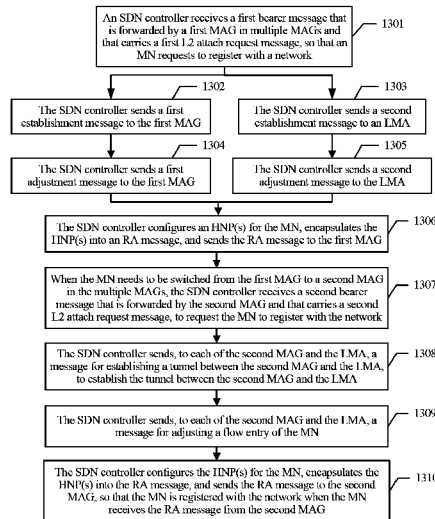 An SDN controller receives a first bearer message that
is forwarded by a first MAG in multiple MAGs and
that carries a first L2 attach request message, so that an
MN requests to register with a network
1301
1302
The SDN controller sends a first
establishment message to the first MAG
1303
The SDN controller sends a second
establishment message to an LMA
1304
The SDN controller sends a first
adjustment message to the first MAG
1305
The SDN controller sends a second
adjustment message to the LMA
1306
The SDN controller configures an HNP(s) for the MN, encapsulates the
HNP(s) into an RA message, and sends the RA message to the first MAG
When the MN needs to be switched from the first MAG to a second MAG
in the multiple MAGs, the SDN controller receives a second bearer
message that is forwarded by the second MAG and that carries a second
L2 attach request message, to request the MN to register with the network
1307
The SDN controller sends, to each of the second MAG and the LMA, a
message for establishing a tunnel between the second MAG and the LMA,
to establish the tunnel between the second MAG and the LMA
1308
The SDN controller sends, to each of the second MAG and the LMA, a
message for adjusting a flow entry of the MN
1309
The SDN controller configures the HNP(s) for the MN, encapsulates the
HNP(s) into the RA message, and sends the RA message to the second
MAG, so that the MN is registered with the network when the MN
receives the RA message from the second MAG
1310